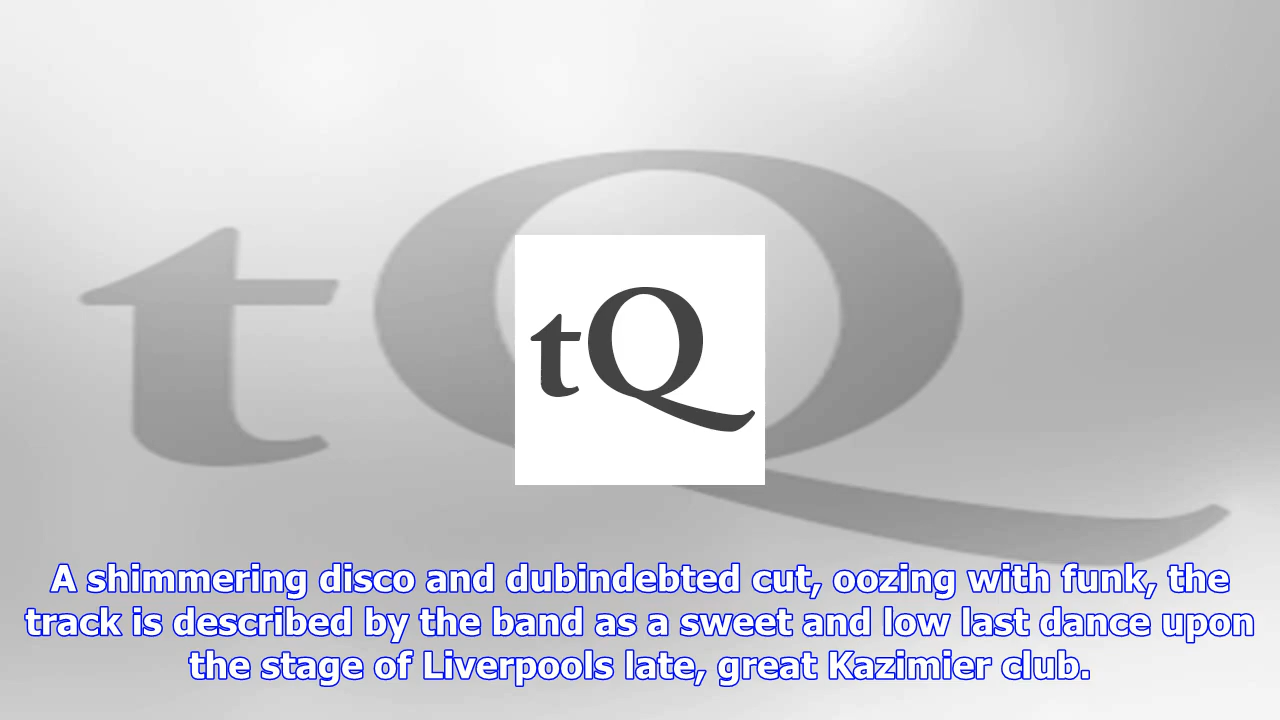 tQ
tQ
A shimmering disco and dubindebted cut, oozing with funk, the
track is described by the band as a sweet and low last dance upon
the stage of Liverpools late, great Kazimier club.